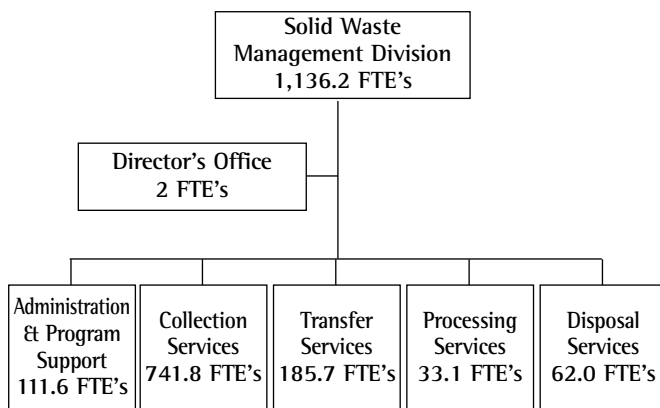 Solid Waste
Management Division
1,136.2 FTE's
Director's Office
2 FTE's
Administration
& Program
Support
111.6 FTE's
Collection
Services
741.8 FTE's
Transfer
Services
185.7 FTE's
Processing
Services
33.1 FTE's
Disposal
Services
62.0 FTE's